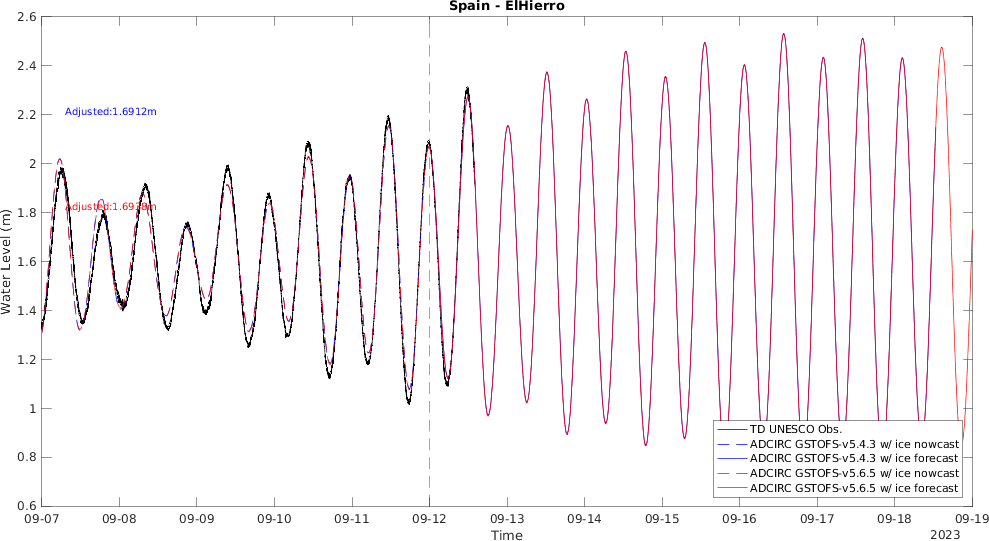 Spain - ElHierro
2.6
2.4
2.2
2
1.8
1.6
1.4
1.2
1
0.8
0.6
Water Level (m)
Adjusted:1.6912m
Adjusted:1.6938m
TD UNESCO Obs.
ADCIRC GSTOFS-v5.4.3 w/ ice nowcast
ADCIRC GSTOFS-v5.4.3 w/ ice forecast
ADCIRC GSTOFS-v5.6.5 w/ ice nowcast
ADCIRC GSTOFS-v5.6.5 w/ ice forecast
09-07 09-08 09-09 09-10 09-11 09-12 09-13 09-14 09-15 09-16 09-17 09-18 09-19
Time
2023